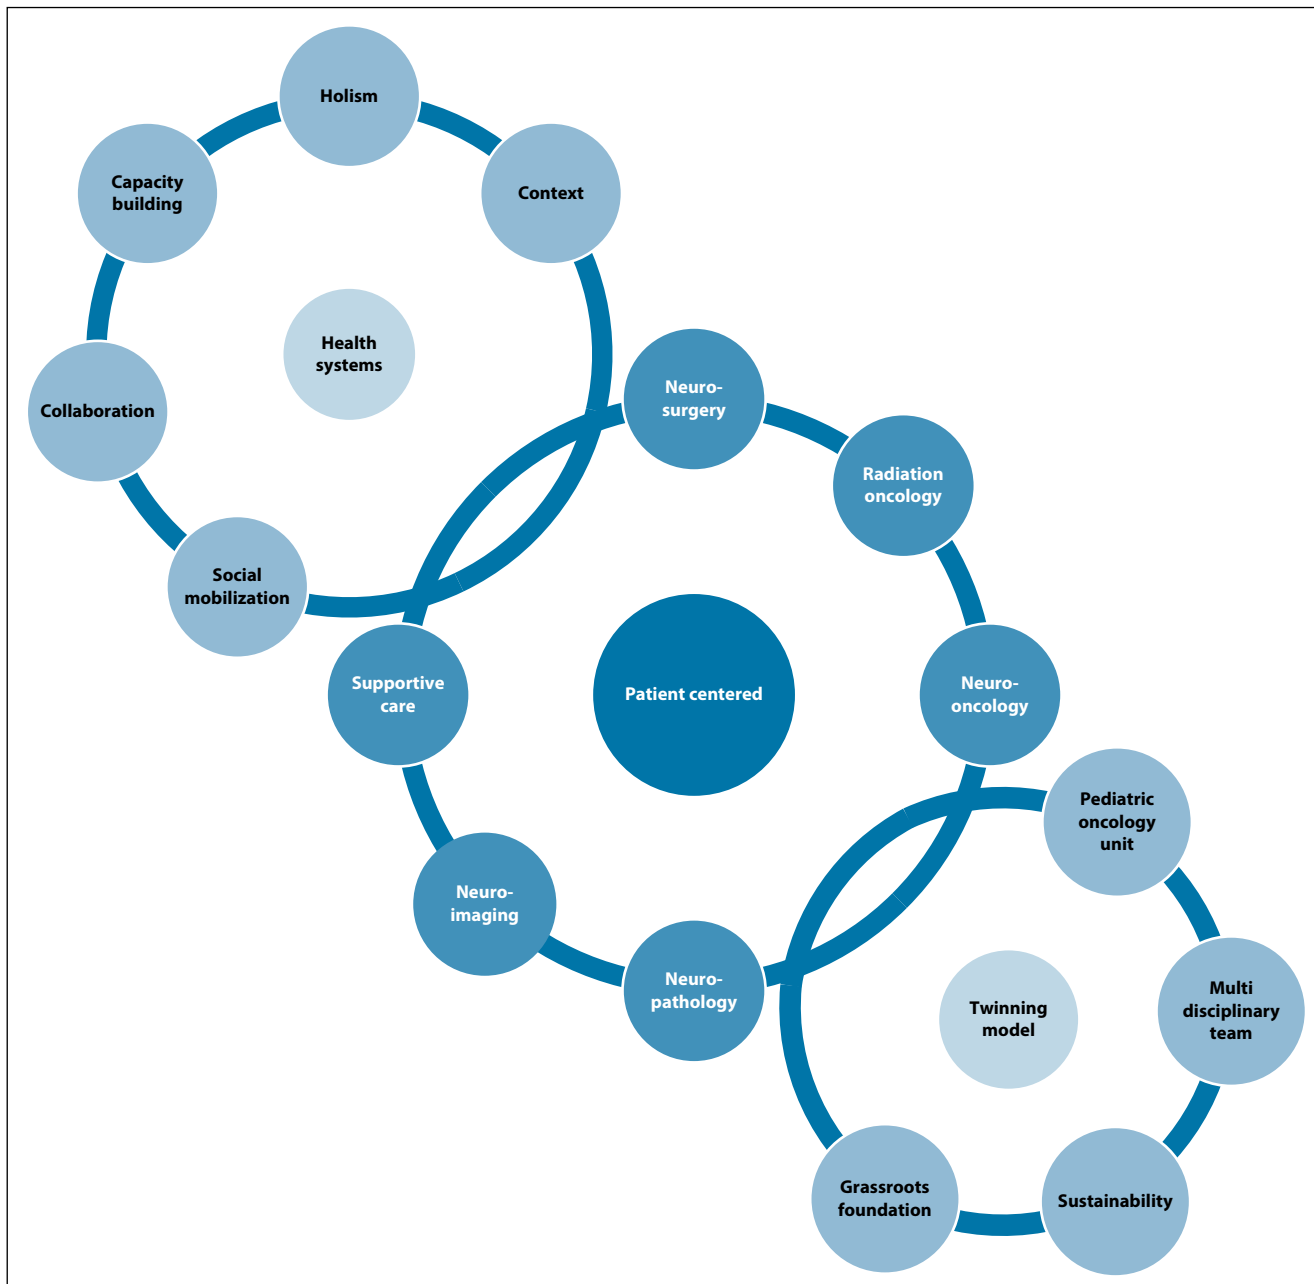 Holism
Capacity
building
Context
Health
systems
Collaboration
Social
mobilization
Neuro-
surgery
Radiation
oncology
Supportive
care
Patient centered
Neuro-
oncology
Neuro-
imaging
Neuro-
pathology
Pediatric
oncology
unit
Twinning
model
Multi
disciplinary
team
Grassroots
foundation
Sustainability